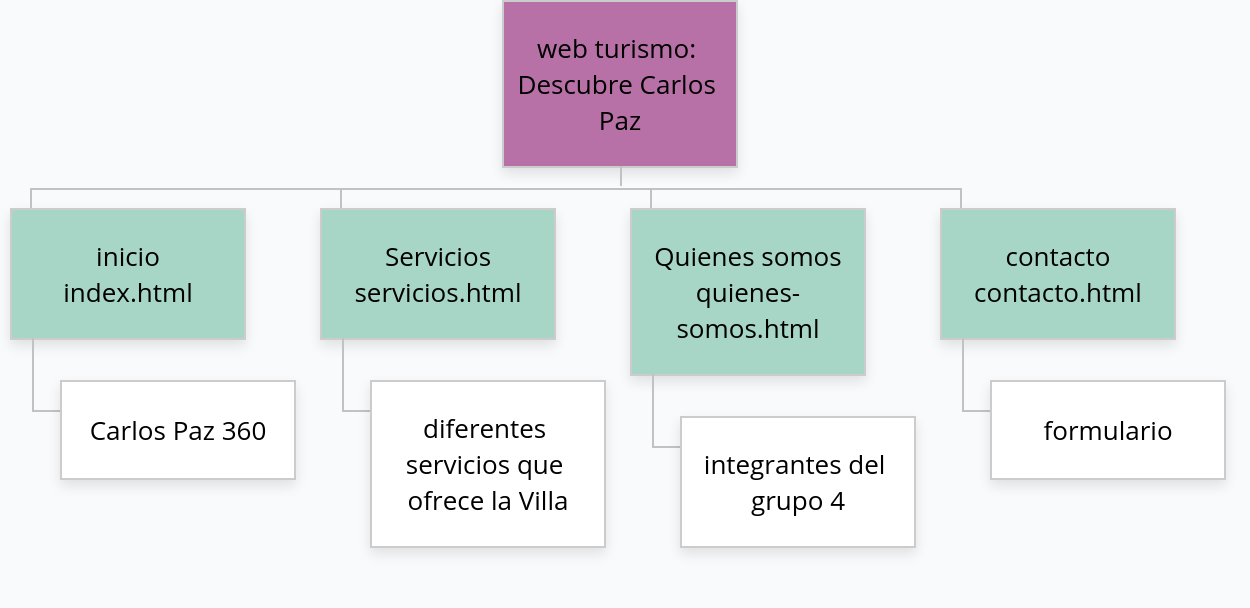 web turismo:
Descubre Carlos
Paz
inicio
index.html
Servicios
servicios.html
Quienes somos
quienes-
somos.html
contacto
contacto.html
Carlos Paz 360
diferentes
servicios que
ofrece la Villa
integrantes del
grupo 4
formulario